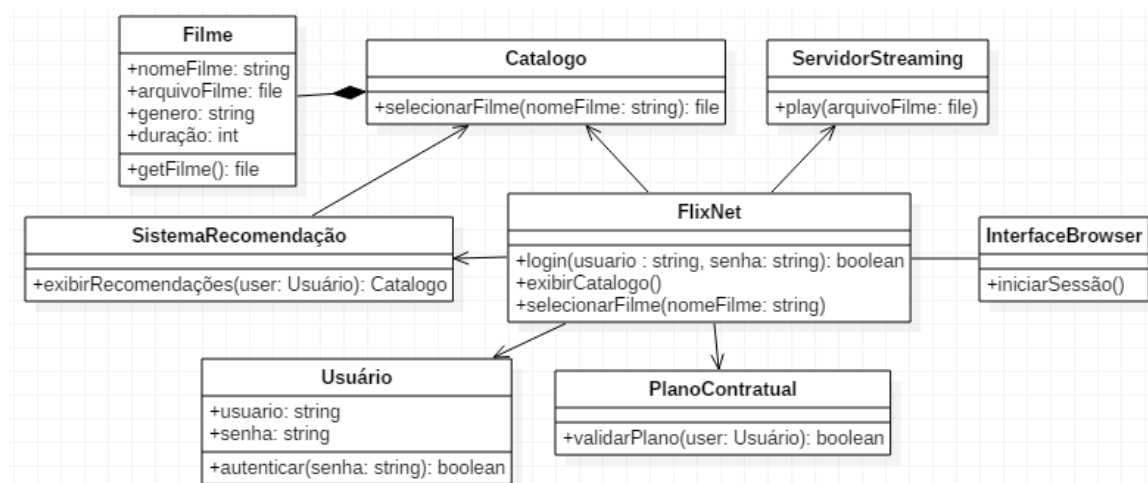 Filme
+nomeFilme: string
+arquivoFilme: file
+genero: string
+duração: int
+getFilme(): file
Catalogo
+selecionarFilme(nomeFilme: string): file
ServidorStreaming
+play(arquivoFilme: file)
SistemaRecomendação
+exibirRecomendações(user: Usuário): Catalogo
FlixNet
+login(usuario : string, senha: string): boolean
+exibirCatalogo()
+selecionarFilme(nomeFilme: string)
InterfaceBrowser
+iniciarSessão()
Usuário
+usuario: string
+senha: string
+autenticar(senha: string): boolean
PlanoContratual
+validarPlano(user: Usuário): boolean